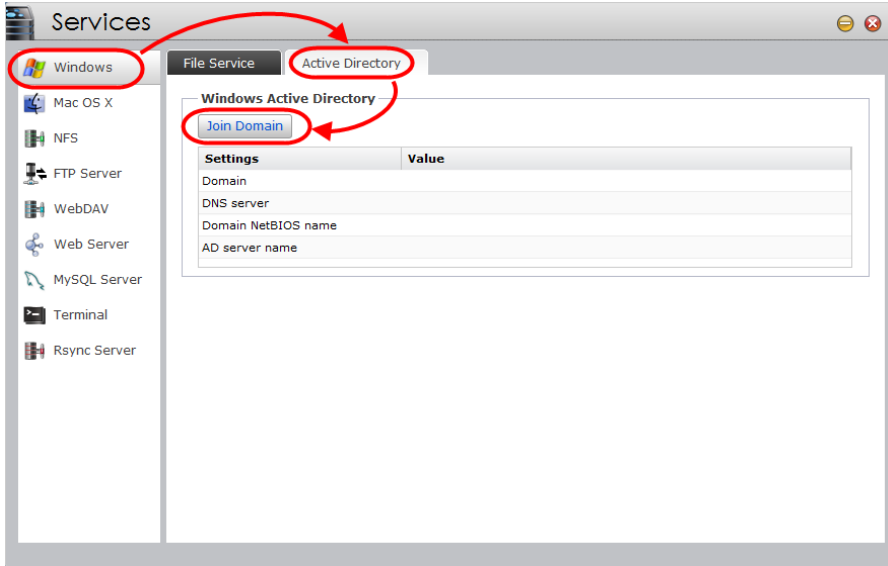 Services
Windows
Mac OS X
NFS
FTP Server
WebDAV
Web Server
MySQL Server
Terminal
Rsync Server
File Service
Active Directory
Windows Active Directory
Join Domain
Settings Value
Domain
DNS server
Domain NetBIOS name
AD server name